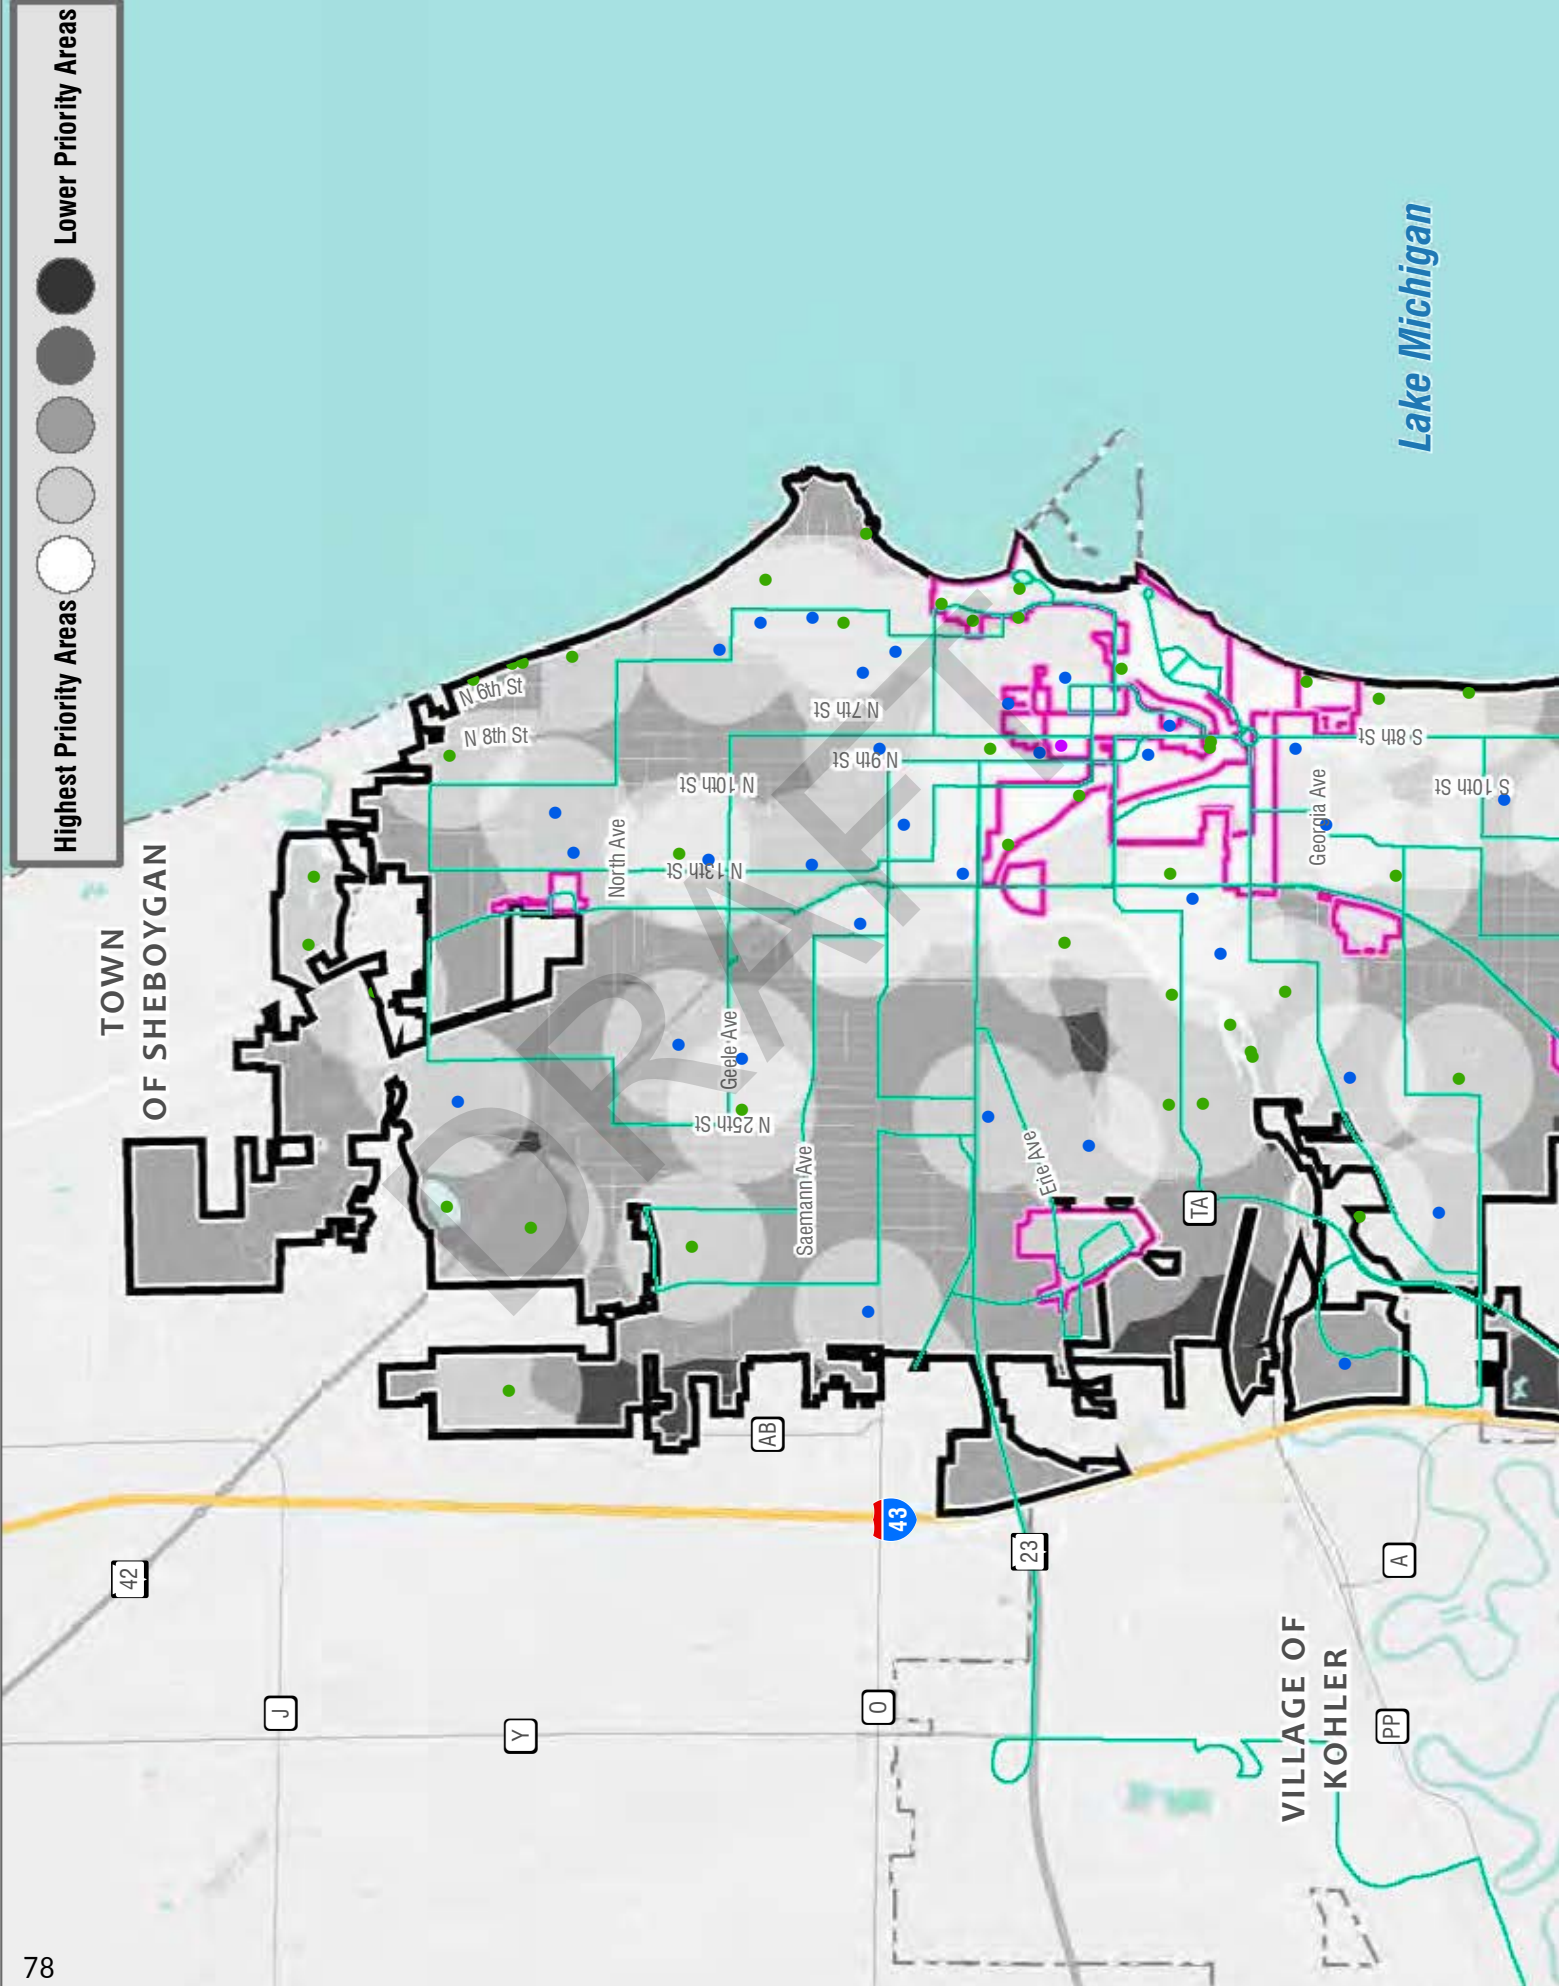 Highest Priority Areas
Lower Priority Areas
TOWN
OF SHEBOYGAN
N 6th St
N 8th St
N 7th St
N 9th St
N 10th St
North Ave
N 13th St
Geele Ave
N 25th St
Saemann Ave
Erie Ave
Georgia Ave
S 8th St
S 10th St
Lake Michigan
DRAFT
TA
AB
43
42
23
J
Y
O
A
PP
VILLAGE OF
KOHLER
78